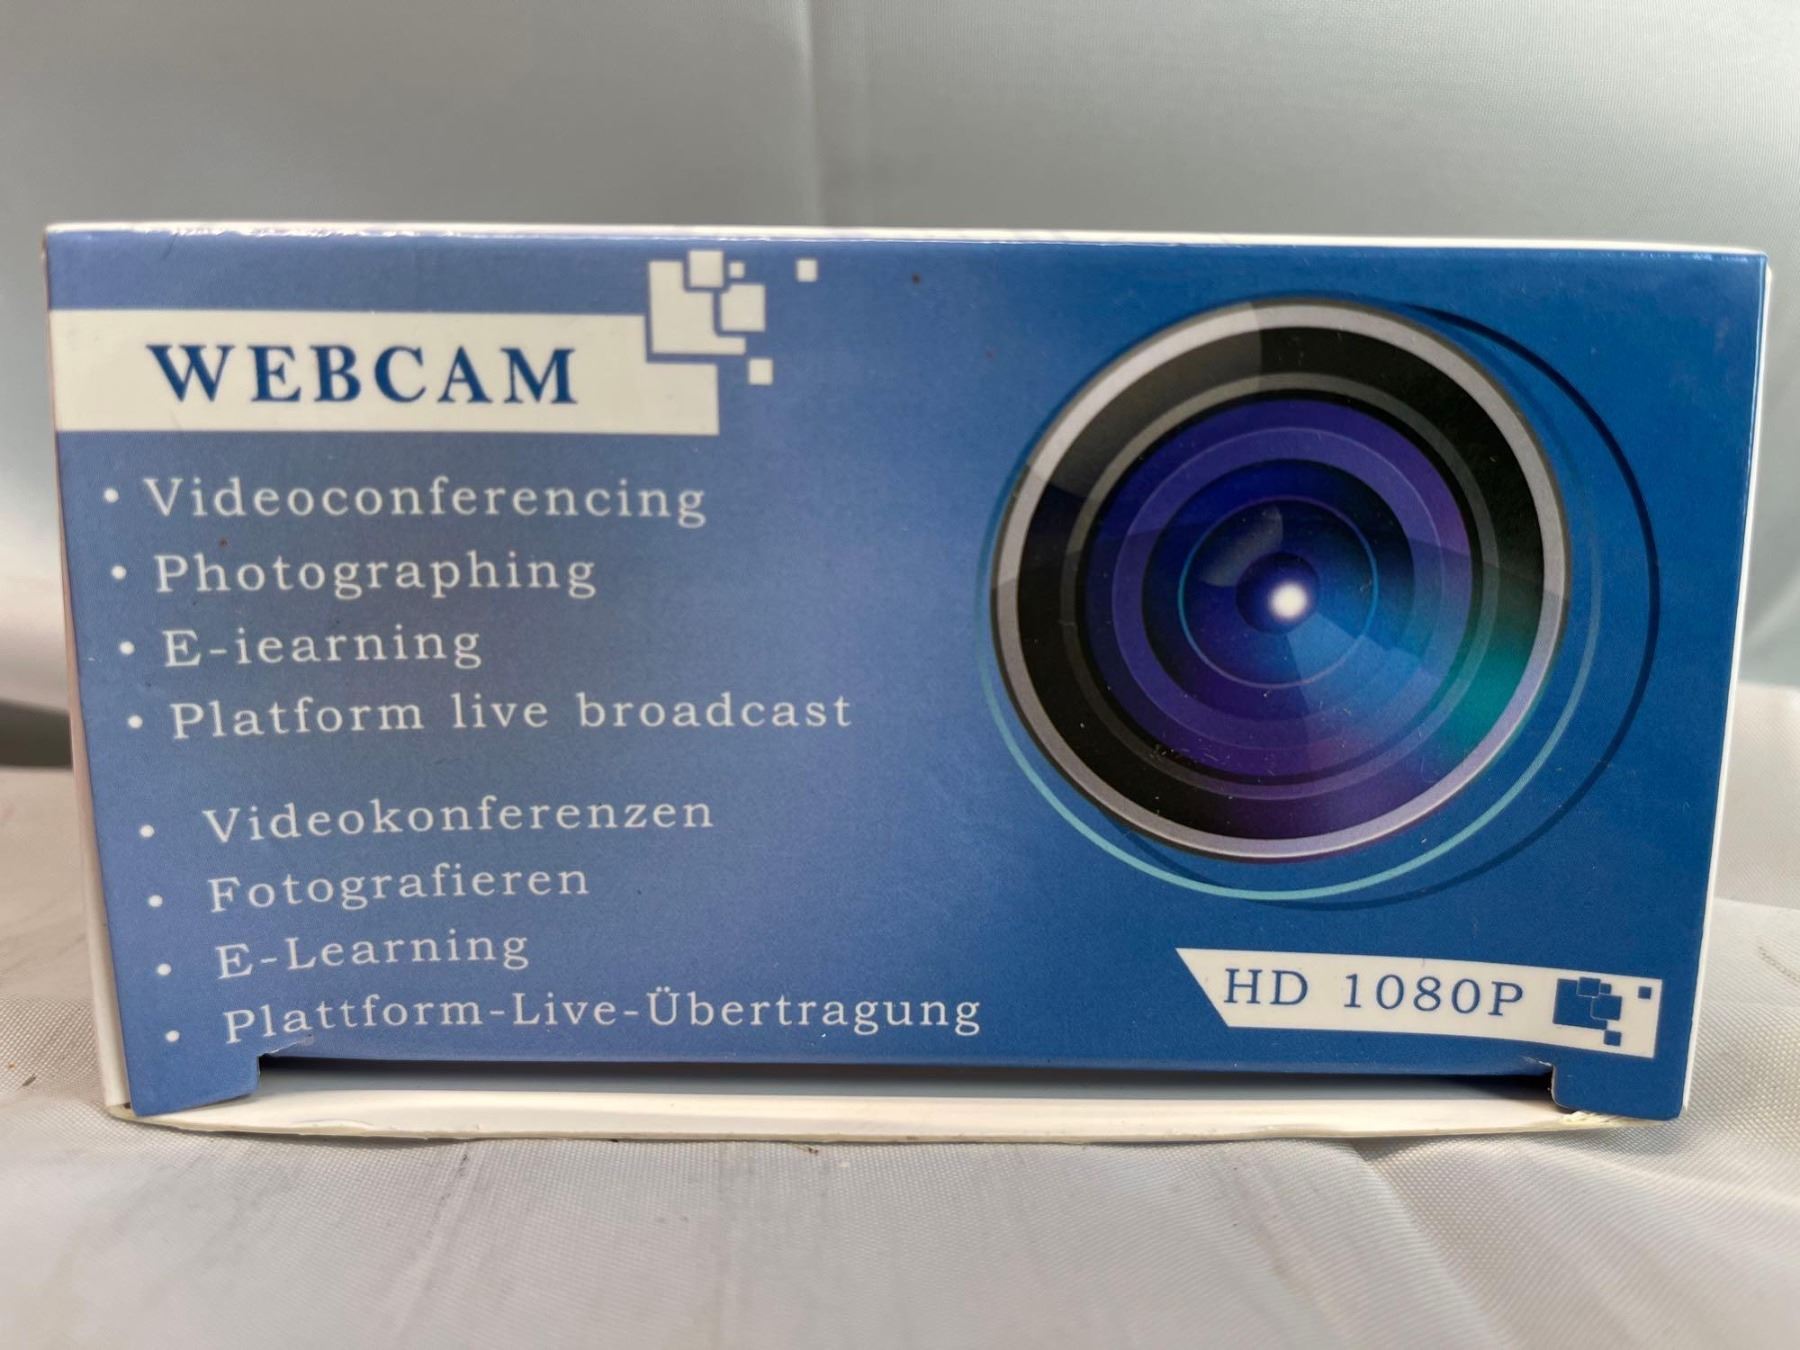 WEBCAM
• Videoconferencing
• Photographing
• E-iearning
• Platform live broadcast
• Videokonferenzen
• Fotografieren
• E-Learning
• Plattform-Live-Übertragung
HD 1080P